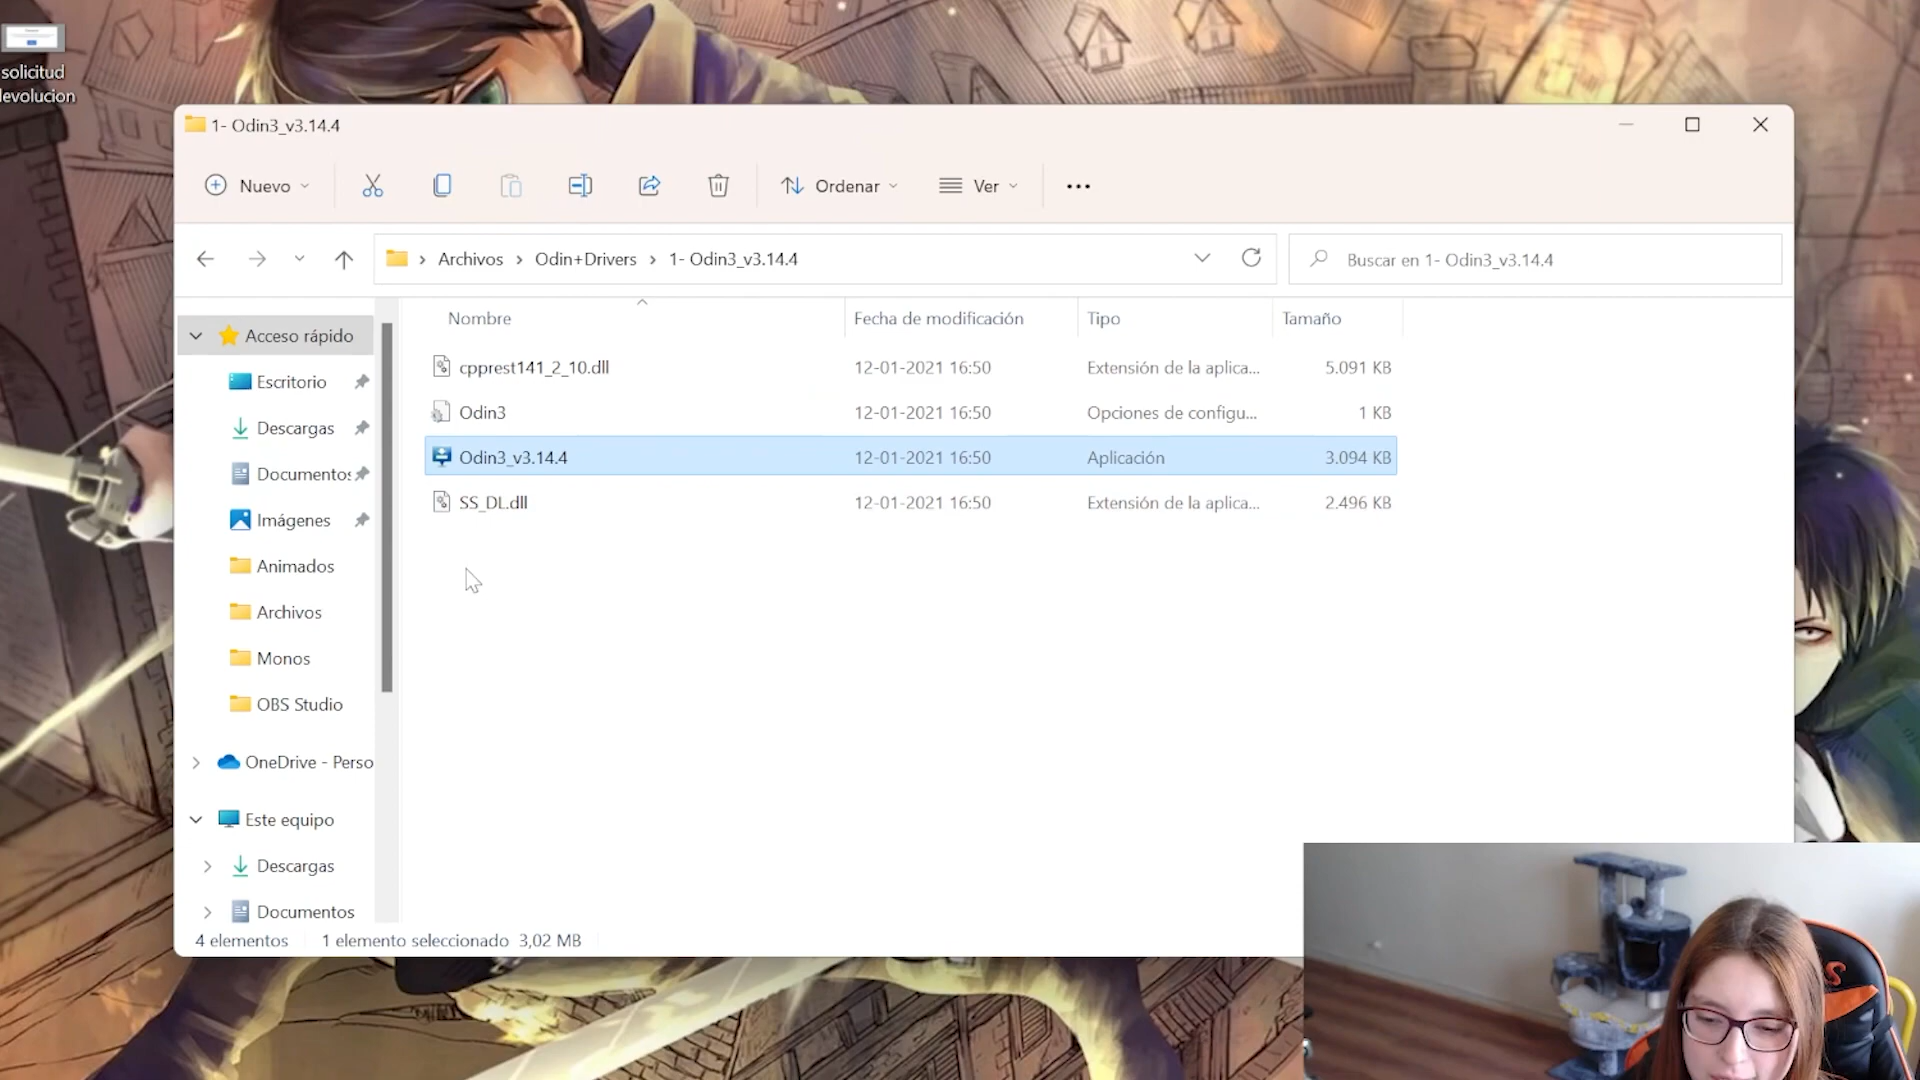 solicitud
levolucion
1- Odin3_v3.14.4
Nuevo
Ordenar
Ver
Archivos > Odin+Drivers > 1- Odin3_v3.14.4
Buscar en 1- Odin3_v3.14.4
Nombre Fecha de modificación Tipo Tamaño
cpprest141_2_10.dll 12-01-2021 16:50 Extensión de la aplica... 5.091 KB
Odin3 12-01-2021 16:50 Opciones de configu... 1 KB
Odin3_v3.14.4 12-01-2021 16:50 Aplicación 3.094 KB
SS_DL.dll 12-01-2021 16:50 Extensión de la aplica... 2.496 KB
Acceso rápido
Escritorio
Descargas
Documentos
Imágenes
Animados
Archivos
Monos
OBS Studio
OneDrive - Perso
Este equipo
Descargas
Documentos
4 elementos 1 elemento seleccionado 3,02 MB